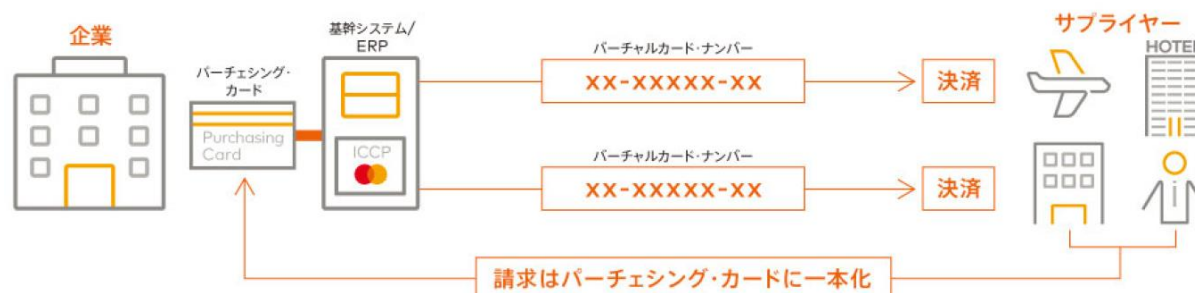 企業
パーチェシング・
カード
Purchasing
Card
基幹システム/
ERP
ICCP
バーチャルカード・ナンバー
xx-xxxxx-xx
決済
バーチャルカード・ナンバー
xx-xxxxx-xx
決済
サプライヤー
HOTEL
請求はパーチェシング・カードに一本化